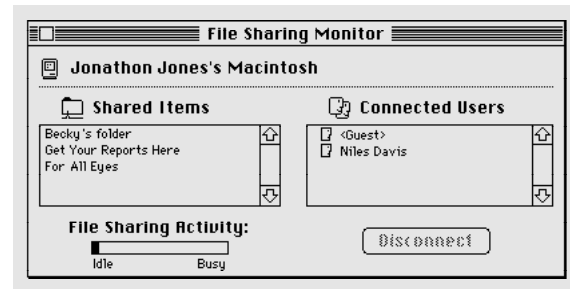 File Sharing Monitor
Jonathon Jones's Macintosh
Shared Items
Becky's folder
Get Your Reports Here
For All Eyes
Connected Users
<Guest>
Niles Davis
File Sharing Activity:
Idle Busy
Disconnect